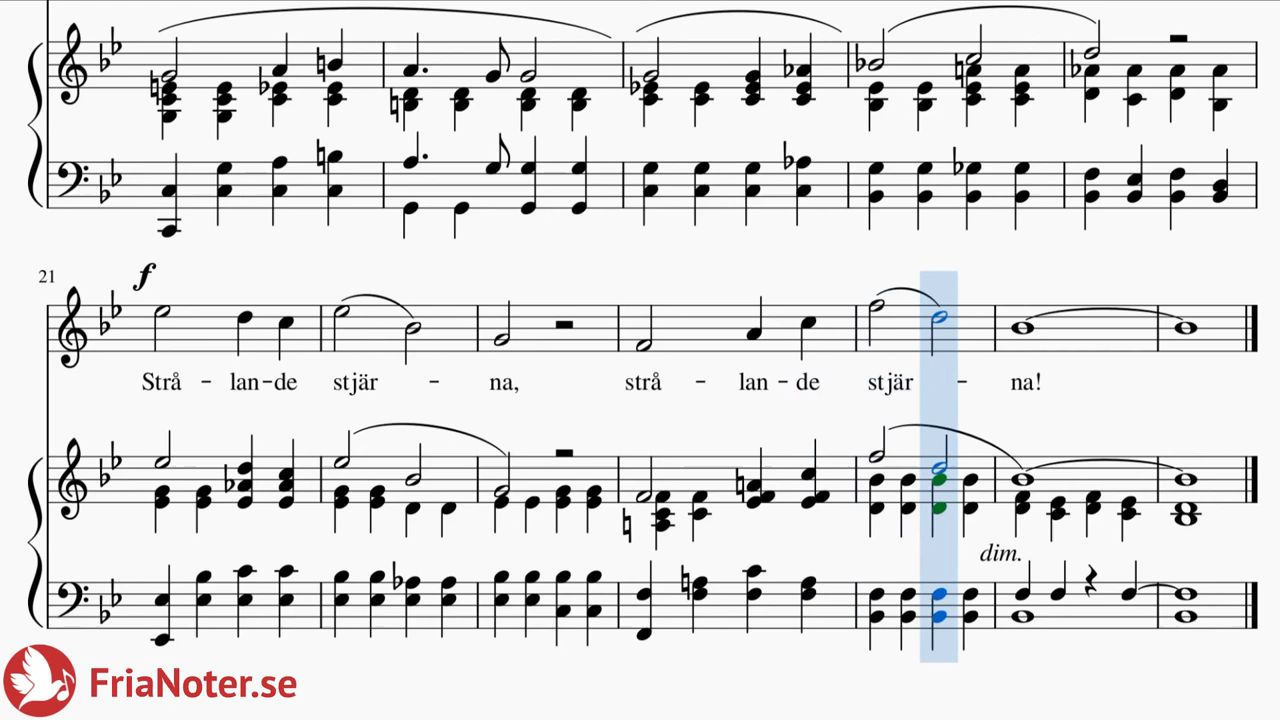 21
f
Strå - lan - de stjär - na, strå - lan - de stjär - na!
dim.
FriaNoter.se